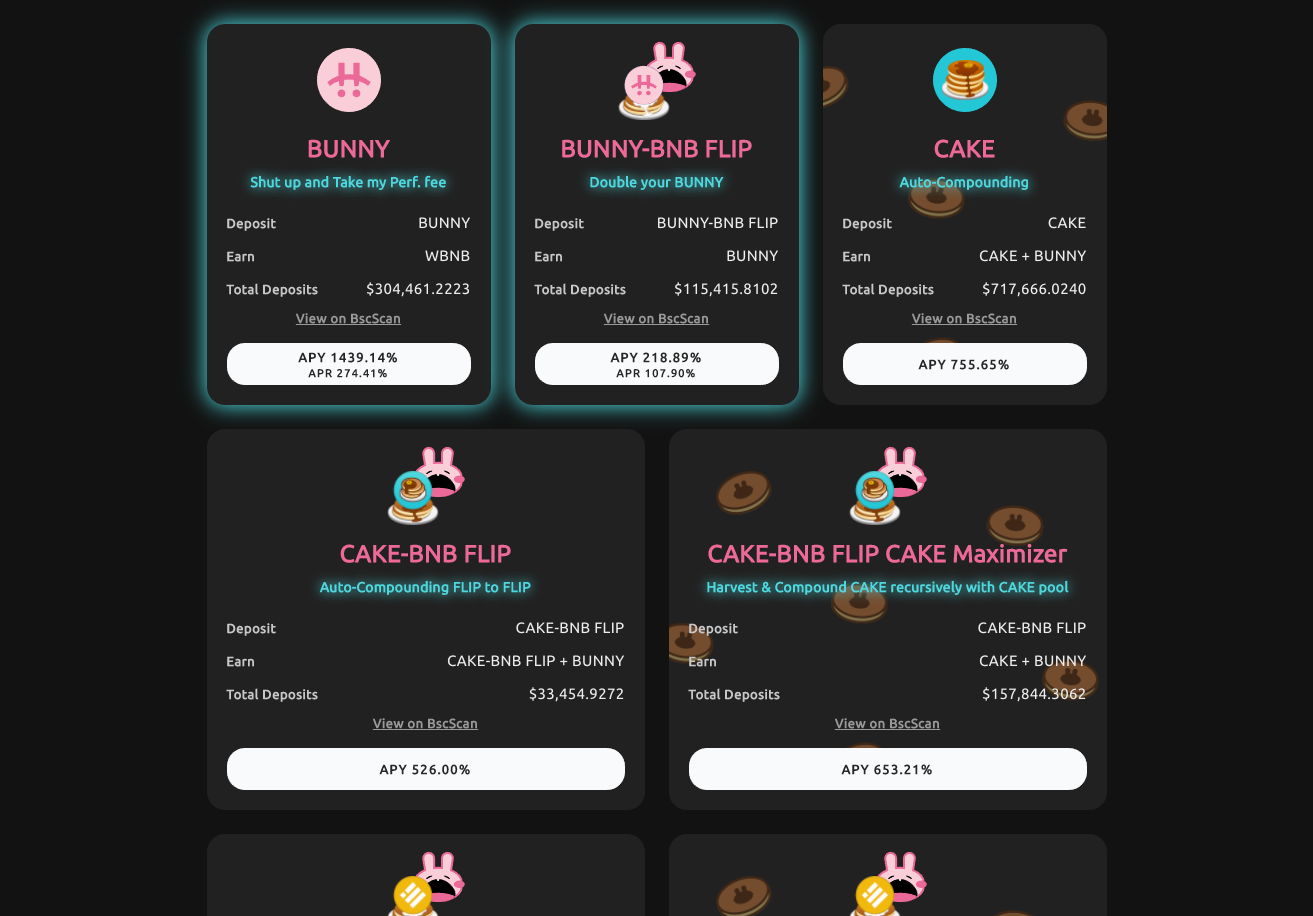 BUNNY
Shut up and Take my Perf. fee
Deposit BUNNY
Earn WBNB
Total Deposits $304,461.2223
View on BscScan
APY 1439.14%
APR 274.41%
BUNNY-BNB FLIP
Double your BUNNY
Deposit BUNNY-BNB FLIP
Earn BUNNY
Total Deposits $115,415.8102
View on BscScan
APY 218.89%
APR 107.90%
CAKE
Auto-Compounding
Deposit CAKE
Earn CAKE + BUNNY
Total Deposits $717,666.0240
View on BscScan
APY 755.65%
CAKE-BNB FLIP
Auto-Compounding FLIP to FLIP
Deposit CAKE-BNB FLIP
Earn CAKE-BNB FLIP + BUNNY
Total Deposits $33,454.9272
View on BscScan
APY 526.00%
CAKE-BNB FLIP CAKE Maximizer
Harvest & Compound CAKE recursively with CAKE pool
Deposit CAKE-BNB FLIP
Earn CAKE + BUNNY
Total Deposits $157,844.3062
View on BscScan
APY 653.21%